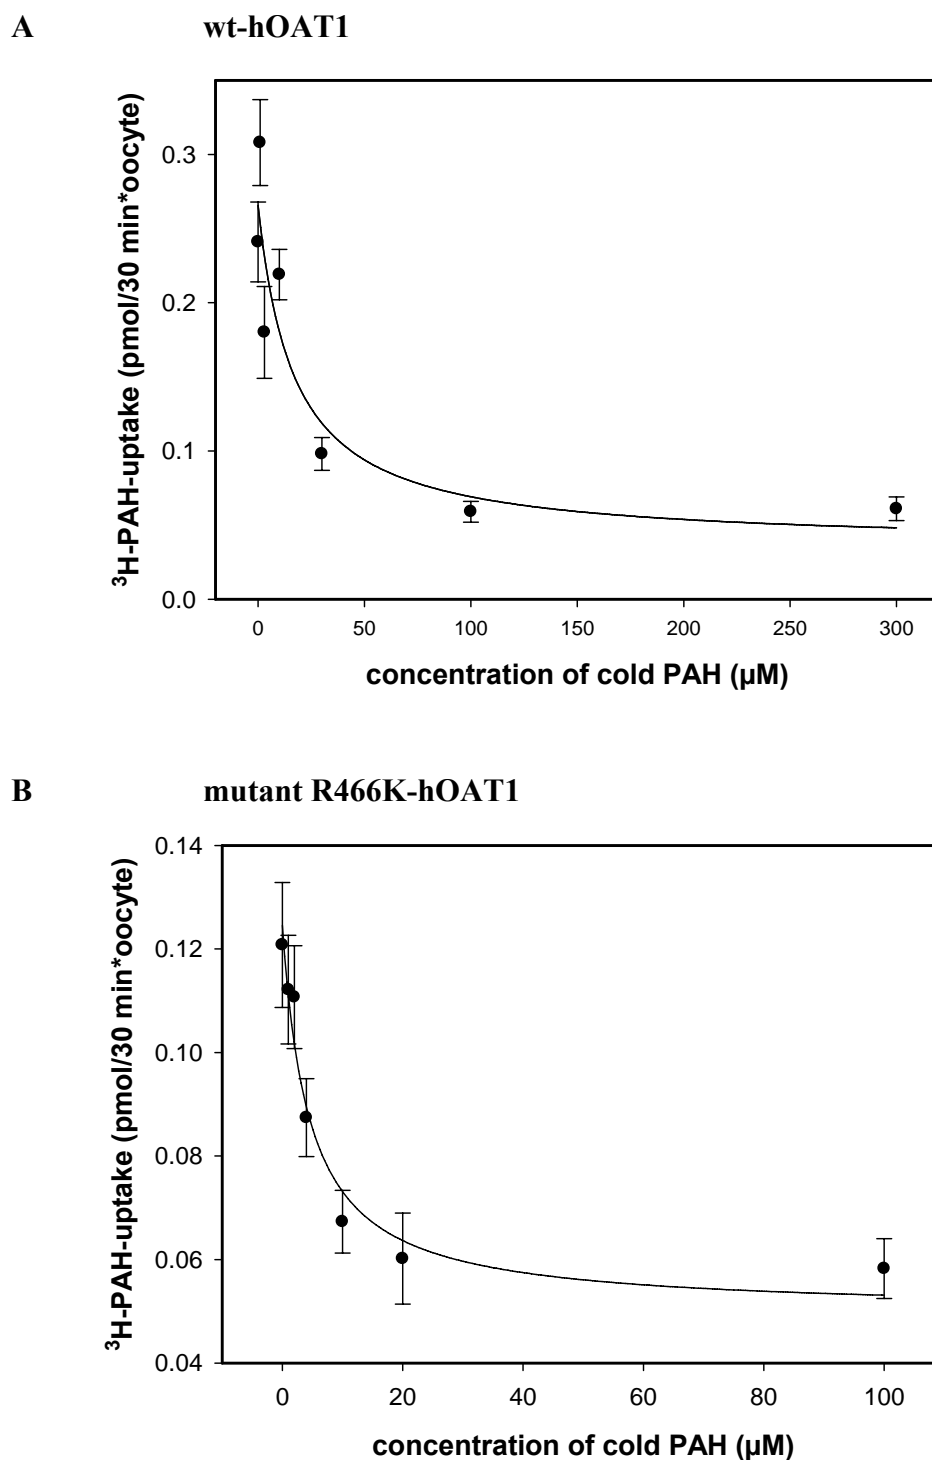 A wt-hOAT1
³H-PAH-uptake (pmol/30 min*oocyte)
0.3
0.2
0.1
0.0
0 50 100 150 200 250 300
concentration of cold PAH (µM)
B mutant R466K-hOAT1
³H-PAH-uptake (pmol/30 min*oocyte)
0.14
0.12
0.10
0.08
0.06
0.04
0 20 40 60 80 100
concentration of cold PAH (µM)